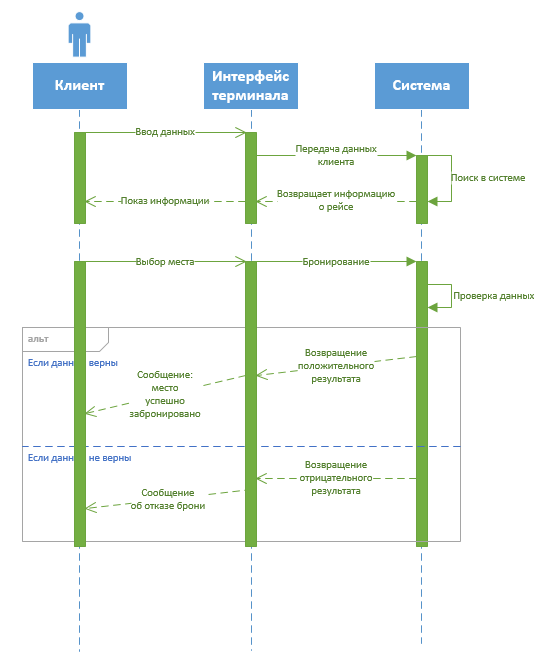 Клиент
Интерфейс
терминала
Система
Ввод данных
Передача данных
клиента
Поиск в системе
Возвращает информацию
о рейсе
Показ информации
Выбор места
Бронирование
Проверка данных
альт
Если данные верны
Возвращение
положительного
результата
Сообщение:
место
успешно
забронировано
Если данные не верны
Возвращение
отрицательного
результата
Сообщение
об отказе брони